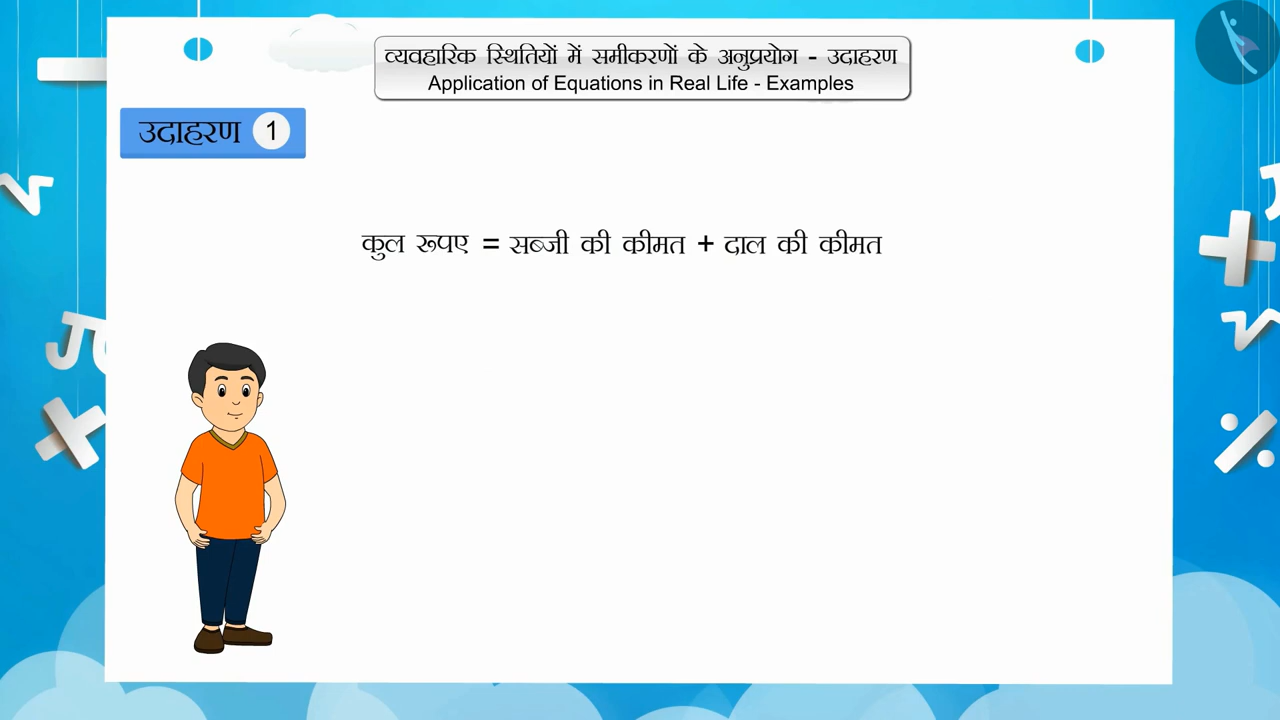 व्यवहारिक स्थितियों में समीकरणों के अनुप्रयोग - उदाहरण
Application of Equations in Real Life - Examples
उदाहरण 1
कुल रूपए = सब्जी की कीमत + दाल की कीमत